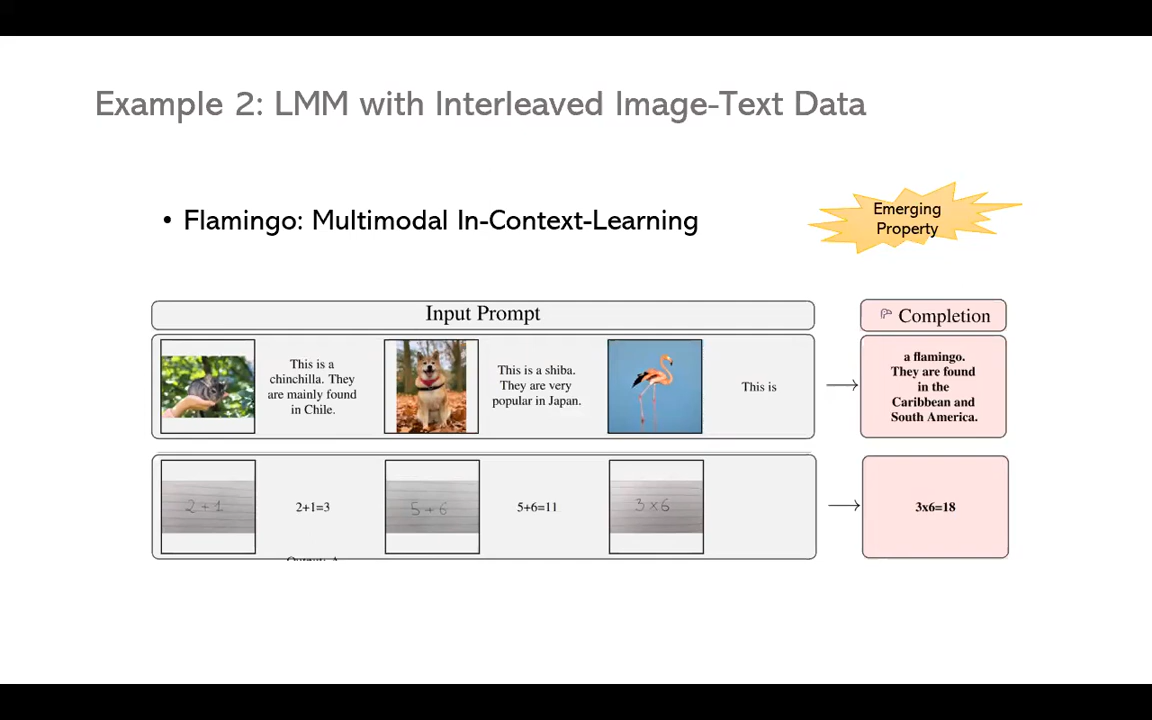 Example 2: LMM with Interleaved Image-Text Data
• Flamingo: Multimodal In-Context-Learning
Emerging
Property
Input Prompt
Completion
This is a
chinchilla. They
are mainly found
in Chile.
This is a shiba.
They are very
popular in Japan.
This is
a flamingo.
They are found
in the
Caribbean and
South America.
2+1
2+1=3
5+6
5+6=11
3×6
3x6=18